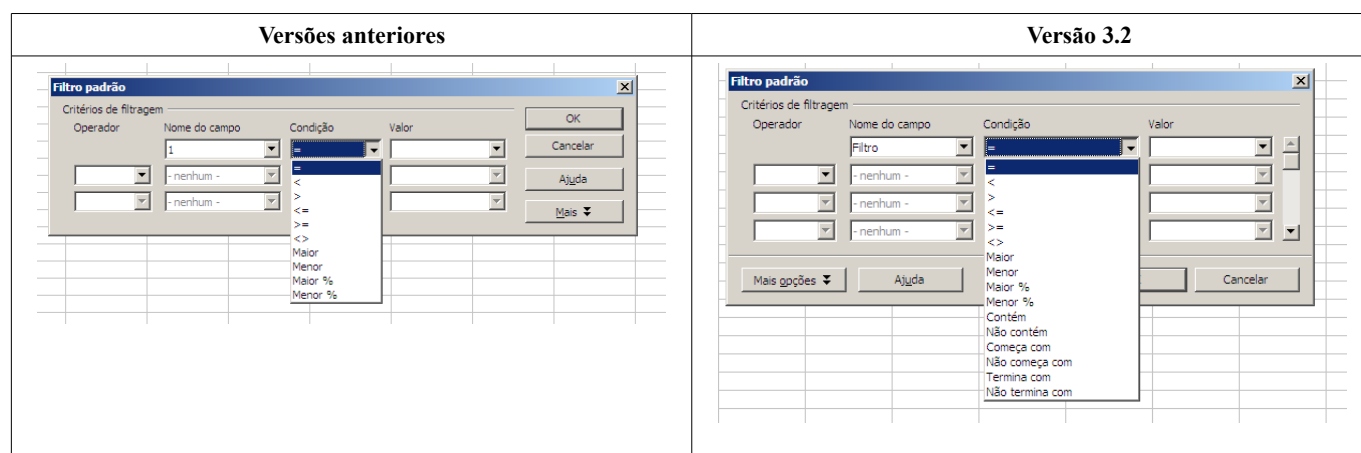 Versões anteriores
Versão 3.2
Filtro padrão
Critérios de filtragem
Operador Nome do campo Condição Valor
1 =
- nenhum -
- nenhum -
=
<
>
<=
>=
<>
Maior
Menor
Maior %
Menor %
OK
Cancelar
Ajuda
Mais
Filtro padrão
Critérios de filtragem
Operador Nome do campo Condição Valor
Filtro =
- nenhum -
- nenhum -
- nenhum -
=
<
>
<=
>=
<>
Maior
Menor
Maior %
Menor %
Contém
Não contém
Começa com
Não começa com
Termina com
Não termina com
Mais opções Ajuda Cancelar